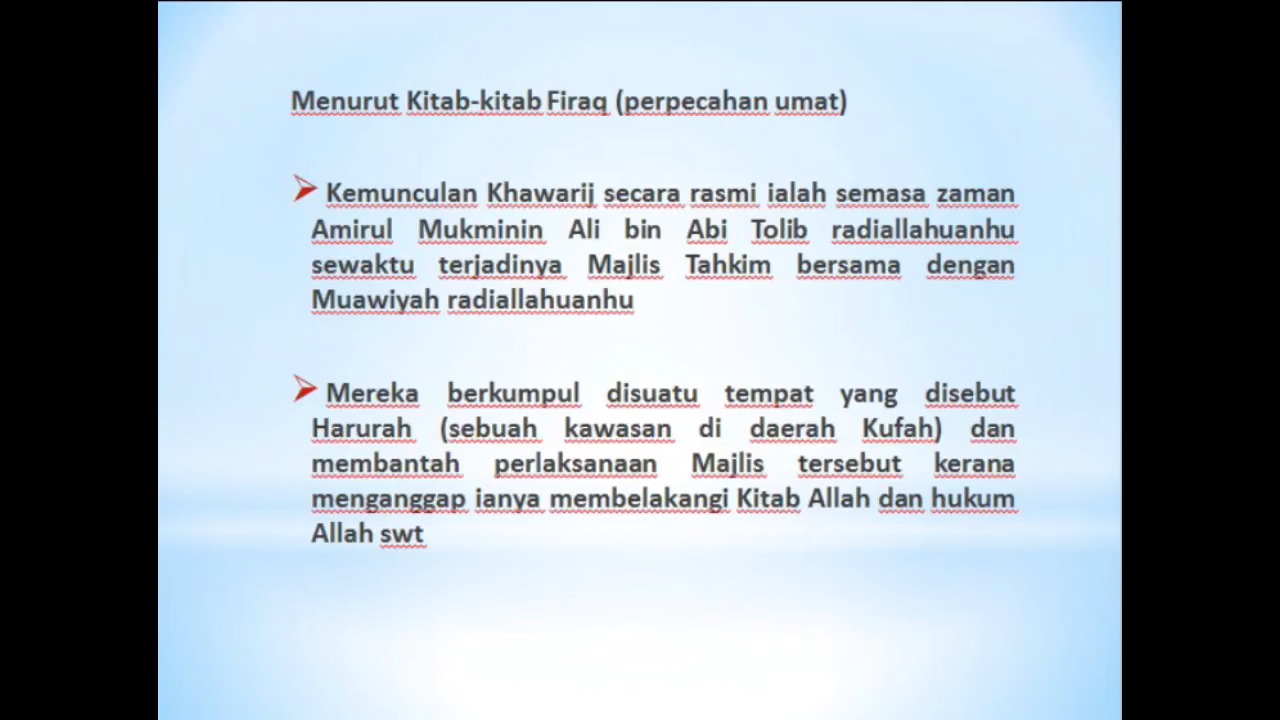 Menurut Kitab-kitab Firaq (perpecahan umat)
Kemunculan Khawarij secara rasmi ialah semasa zaman
Amirul Mukminin Ali bin Abi Tolib radiallahuanhu
sewaktu terjadinya Majlis Tahkim bersama dengan
Muawiyah radiallahuanhu
Mereka berkumpul disuatu tempat yang disebut
Harurah (sebuah kawasan di daerah Kufah) dan
membantah perlaksanaan Majlis tersebut kerana
menganggap ianya membelakangi Kitab Allah dan hukum
Allah swt